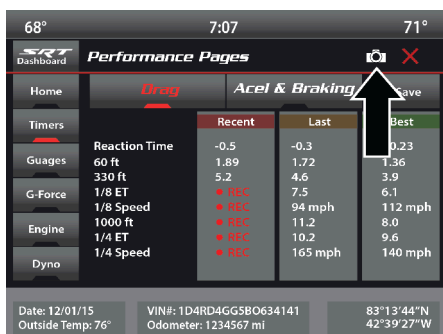 68° 7:07 71°
SRT Performance Pages
Dashboard
Home Drag Acel & Braking Save
Timers Recent Last Best
Reaction Time -0.5 -0.3 0.23
Guages 60 ft 1.89 1.72 1.36
330 ft 5.2 4.6 3.9
G-Force 1/8 ET REC 7.5 6.1
1/8 Speed REC 94 mph 112 mph
1000 ft REC 11.2 8.0
Engine 1/4 ET REC 10.2 9.6
1/4 Speed REC 165 mph 140 mph
Dyno
Date: 12/01/15 VIN#: 1D4RD4GG5BO634141 83°13'44"N
Outside Temp: 76° Odometer: 1234567 mi 42°39'27"W